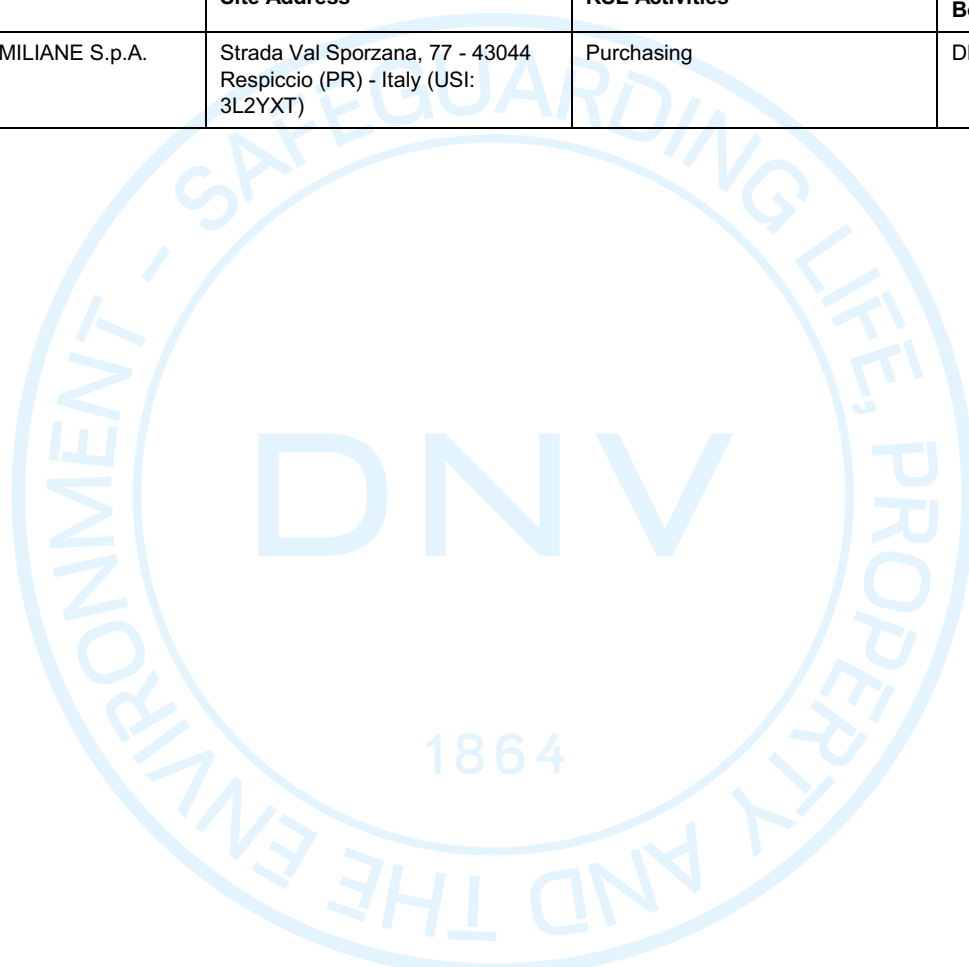 Site Address
RSL Activities
MILIANE S.p.A.
Strada Val Sporzana, 77 - 43044
Respiccio (PR) - Italy (USI:
3L2YXT)
Purchasing
SAFEGUARDING LIFE, PROPERTY AND THE ENVIRONMENT -
DNV
1864